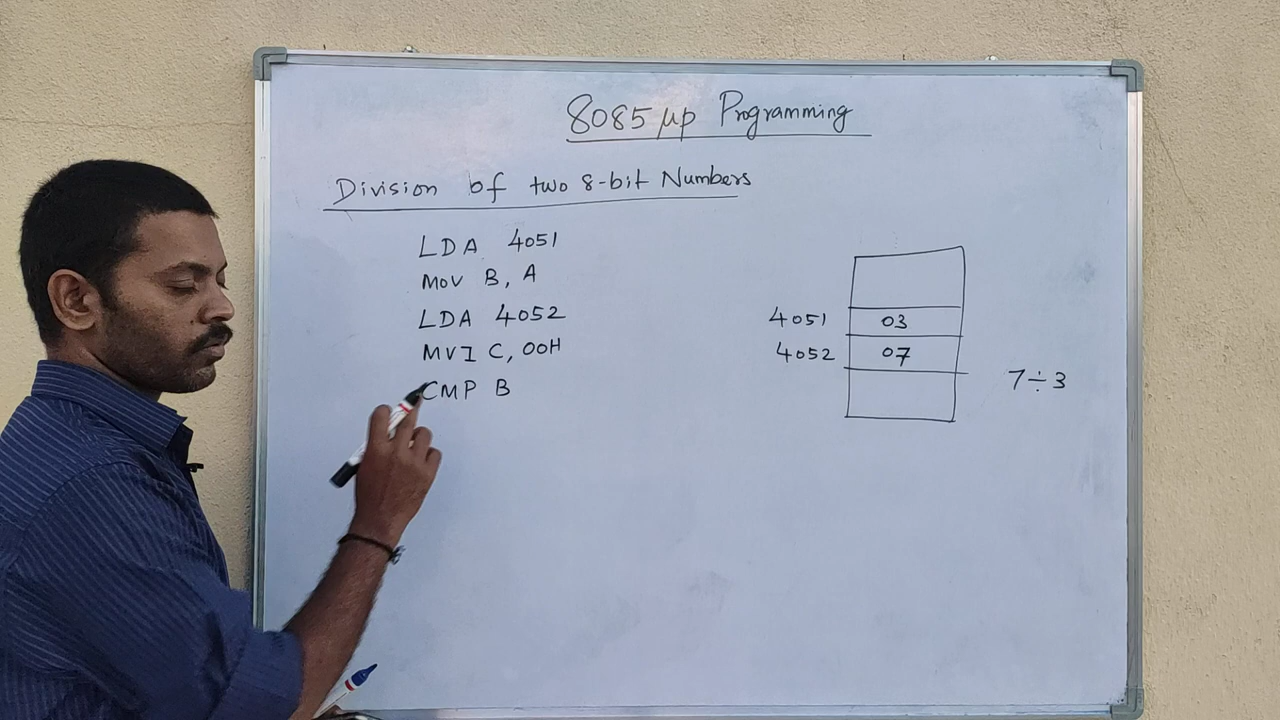 8085 μp Programming
Division of two 8-bit Numbers
LDA 4051
MOV B, A
LDA 4052
MVI C, 00H
CMP B
4051 03
4052 07
7÷3